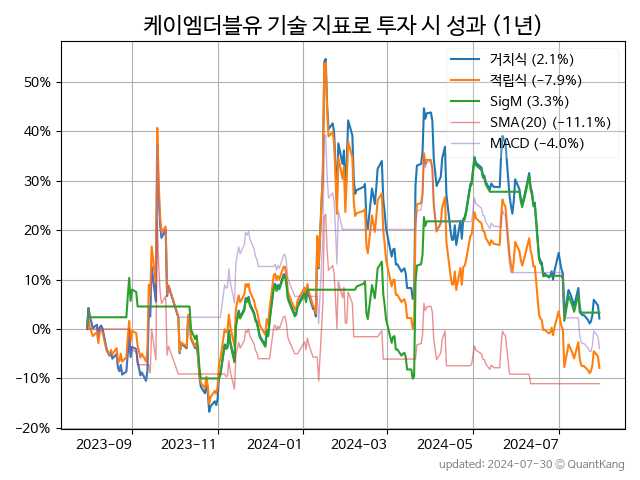 케이엠더블유 기술 지표로 투자 시 성과 (1년)
거치식 (2.1%)
적립식 (-7.9%)
SigM (3.3%)
SMA(20) (-11.1%)
MACD (-4.0%)
50%
40%
30%
20%
10%
0%
-10%
-20%
2023-09 2023-11 2024-01 2024-03 2024-05 2024-07
updated: 2024-07-30 © QuantKang